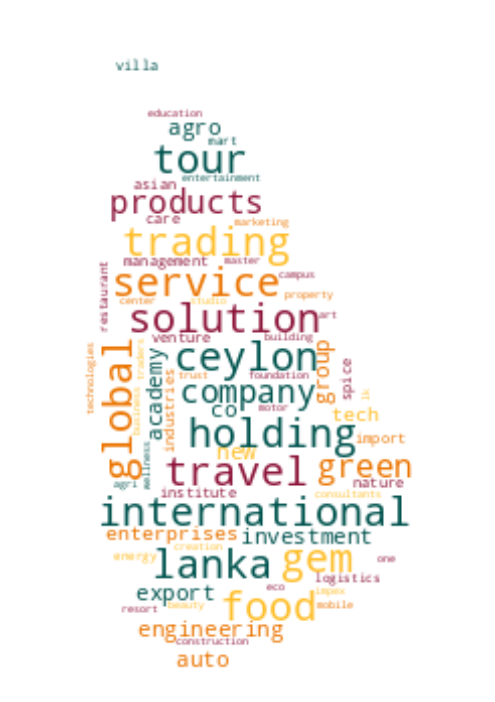 villa
education
agro
mart
tour
entertainment
asian
products
care
marketing
trading
management master
restaurant
service
campus
center studio property
solution
art
venture building
technologies
global
traders
academy
ceylon
group
trust foundation
spice
industries
company
business
co motor
lk
tech
holding
import
wellness
new
travel
green
agri
institute
nature
consultants
international
enterprises
investment
creation
energy
lanka
gem
one
logistics
eco
export
impex
beauty
food
resort
mobile
engineering
construction
auto